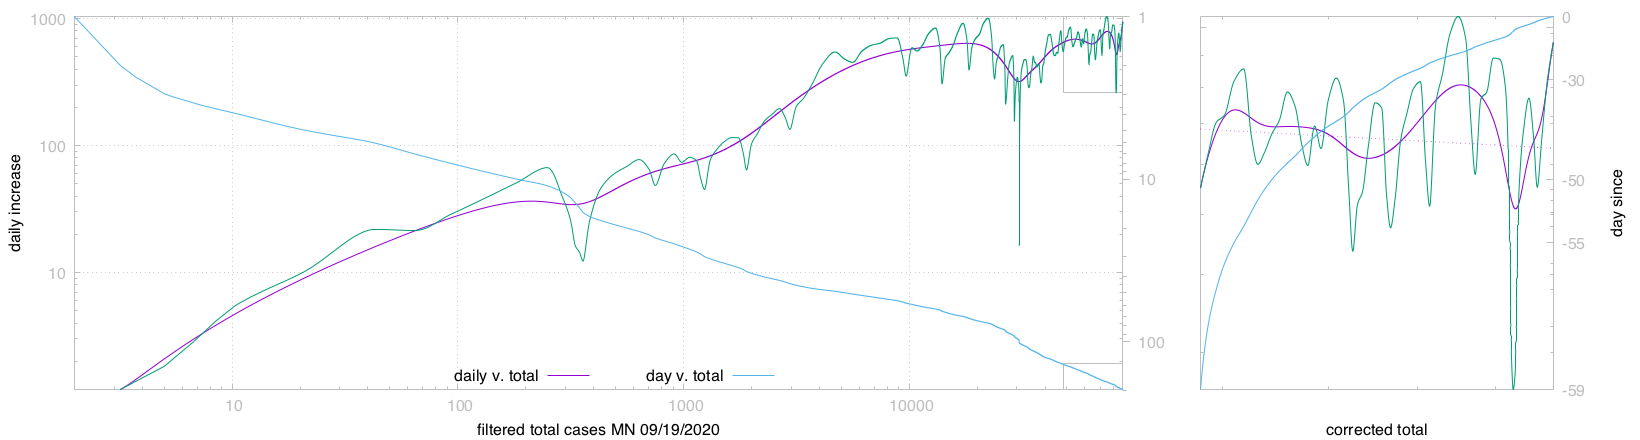 1000
100
10
daily increase
10
100
1000
10000
daily v. total
day v. total
filtered total cases MN 09/19/2020
1
10
100
0
-30
-50
-55
-59
day since
corrected total